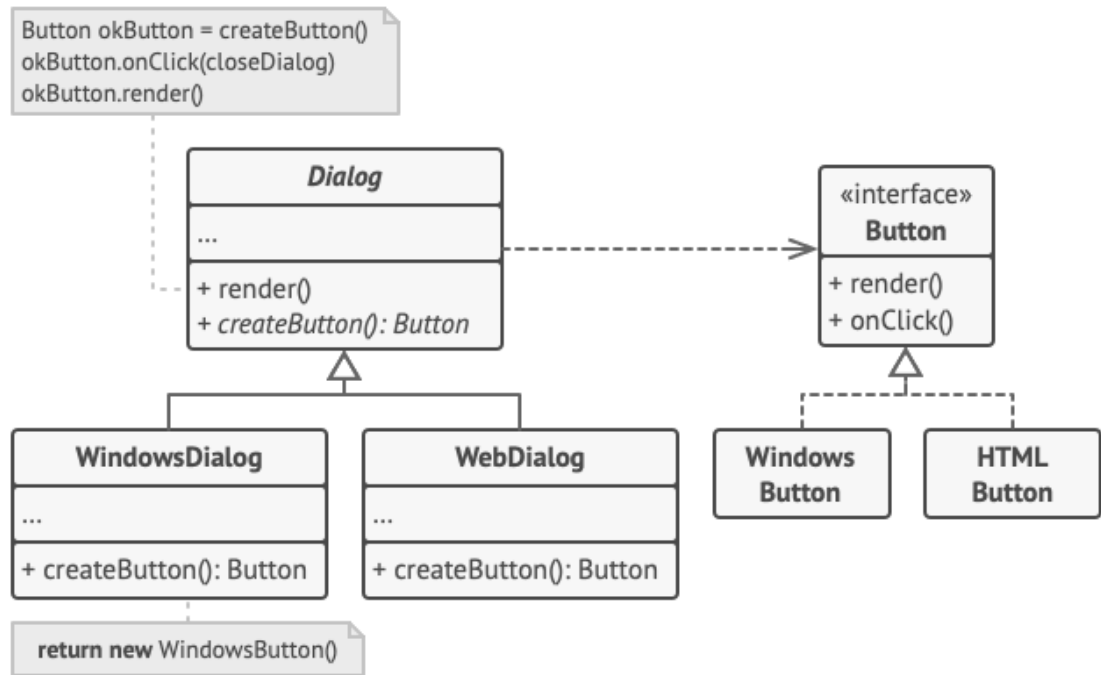 Button okButton = createButton()
okButton.onClick(closeDialog)
okButton.render()
Dialog
...
+ render()
+ createButton(): Button
«interface»
Button
+ render()
+ onClick()
WindowsDialog
...
+ createButton(): Button
WebDialog
...
+ createButton(): Button
Windows
Button
HTML
Button
return new WindowsButton()